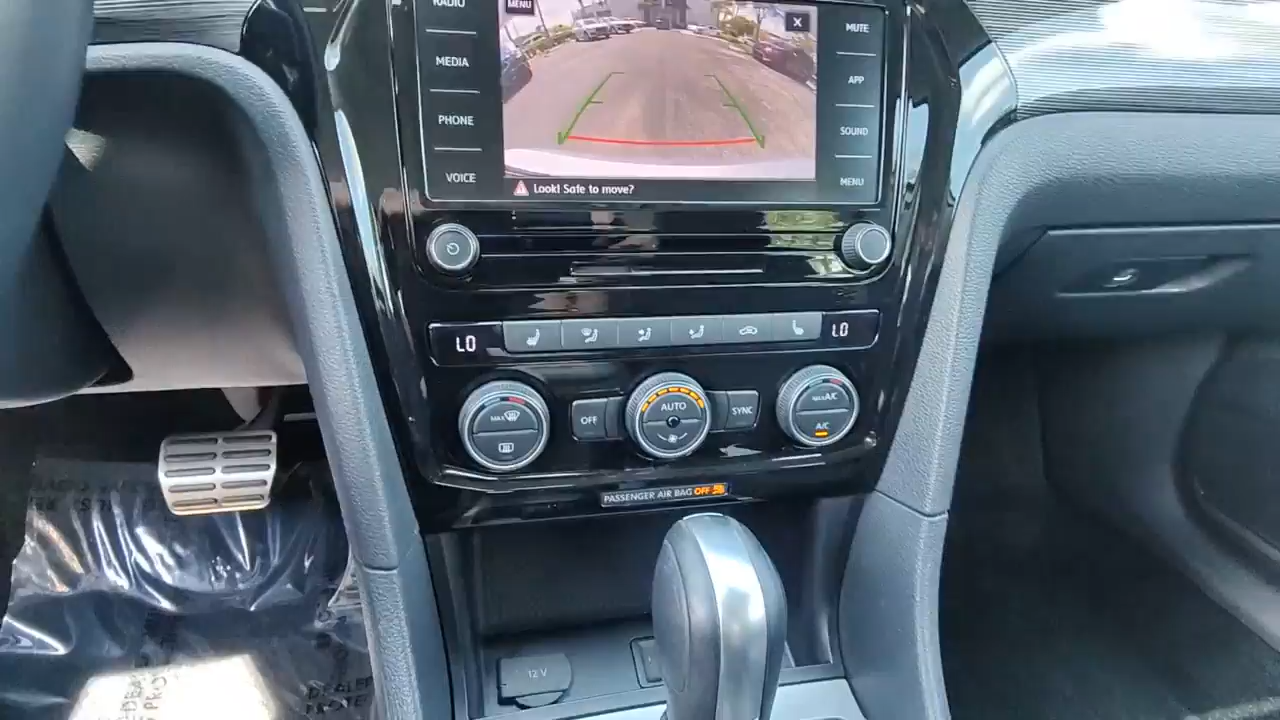 RADIO
MENU
X
MUTE
MEDIA
APP
PHONE
SOUND
VOICE
MENU
Look! Safe to move?
LO
LO
MAX
OFF
AUTO
SYNC
MAX A/C
A/C
PASSENGER AIR BAG OFF
12 V